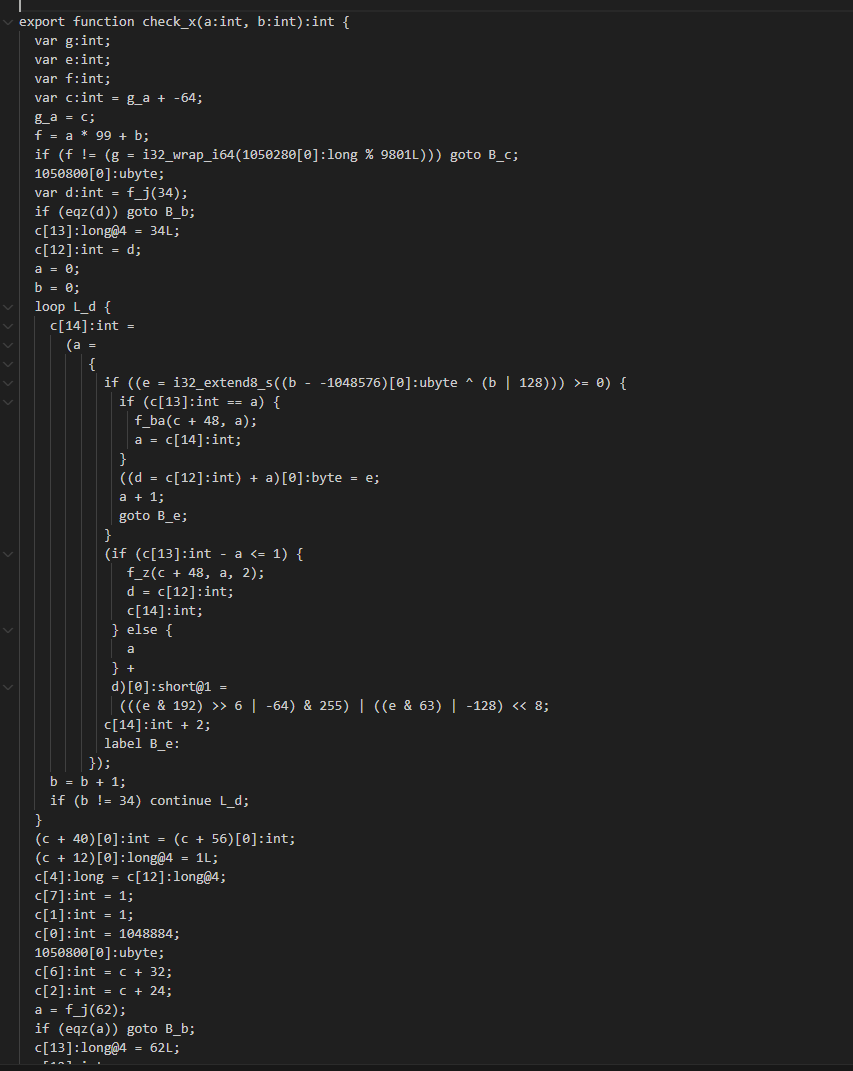 export function check_x(a:int, b:int):int {
var g:int;
var e:int;
var f:int;
var c:int = g_a + -64;
g_a = c;
f = a * 99 + b;
if (f != (g = i32_wrap_i64(1050280[0]:long % 9801L))) goto B_c;
1050800[0]:ubyte;
var d:int = f_j(34);
if (eqz(d)) goto B_b;
c[13]:long@4 = 34L;
c[12]:int = d;
a = 0;
b = 0;
loop L_d {
c[14]:int =
(a =
{
if ((e = i32_extend8_s((b - -1048576)[0]:ubyte ^ (b | 128))) >= 0) {
if (c[13]:int == a) {
f_ba(c + 48, a);
a = c[14]:int;
}
((d = c[12]:int) + a)[0]:byte = e;
a + 1;
goto B_e;
}
(if (c[13]:int - a <= 1) {
f_z(c + 48, a, 2);
d = c[12]:int;
c[14]:int;
} else {
a
} +
d)[0]:short@1 =
(((e & 192) >> 6 | -64) & 255) | ((e & 63) | -128) << 8;
c[14]:int + 2;
label B_e:
});
b = b + 1;
if (b != 34) continue L_d;
}
(c + 40)[0]:int = (c + 56)[0]:int;
(c + 12)[0]:long@4 = 1L;
c[4]:long = c[12]:long@4;
c[7]:int = 1;
c[1]:int = 1;
c[0]:int = 1048884;
1050800[0]:ubyte;
c[6]:int = c + 32;
c[2]:int = c + 24;
a = f_j(62);
if (eqz(a)) goto B_b;
c[13]:long@4 = 62L;